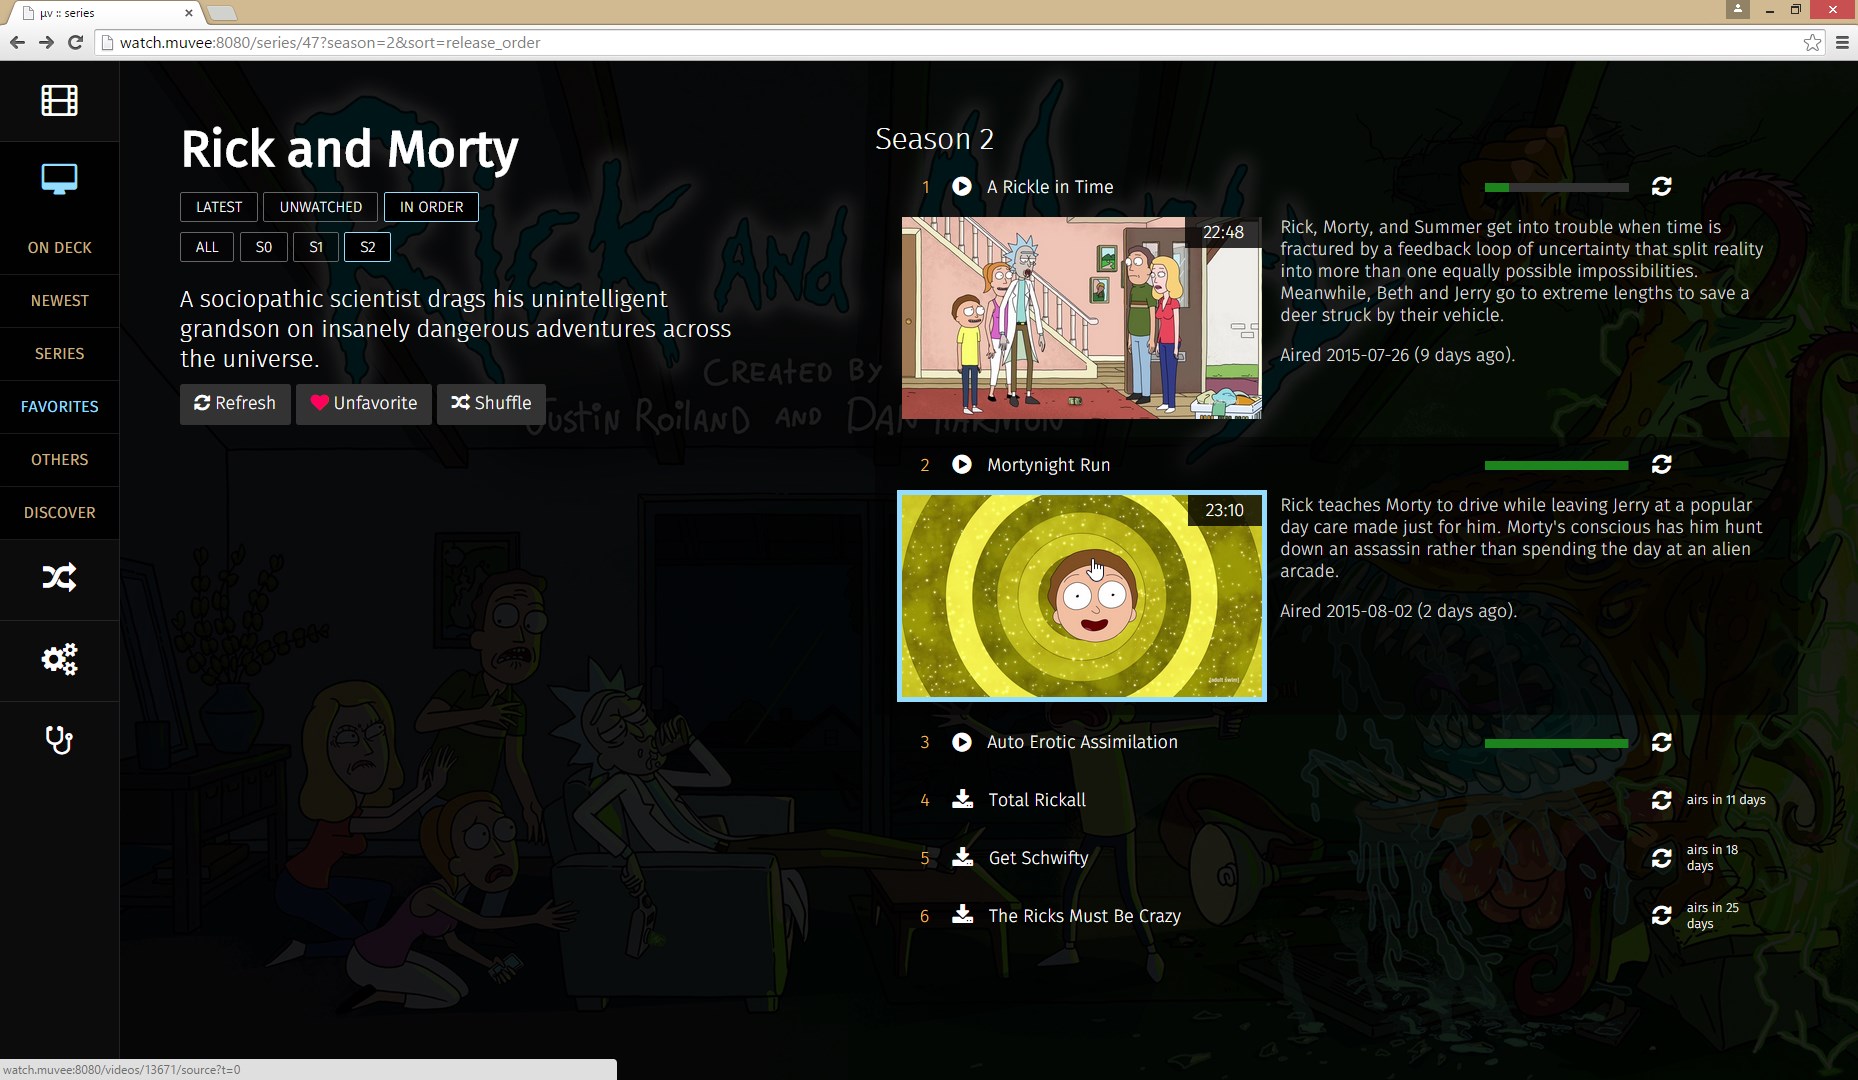 μν :: series
watch.muvee:8080/series/47?season=2&sort=release_order
Rick and Morty
LATEST
UNWATCHED
IN ORDER
ALL
S0
S1
S2
A sociopathic scientist drags his unintelligent
grandson on insanely dangerous adventures across
the universe.
Refresh
Unfavorite
Shuffle
ON DECK
NEWEST
SERIES
FAVORITES
OTHERS
DISCOVER
RICK AND MORTY
CREATED BY
JUSTIN ROILAND AND DAN HARMON
Season 2
1 A Rickle in Time
22:48
Rick, Morty, and Summer get into trouble when time is
fractured by a feedback loop of uncertainty that split reality
into more than one equally possible impossibilities.
Meanwhile, Beth and Jerry go to extreme lengths to save a
deer struck by their vehicle.
Aired 2015-07-26 (9 days ago).
2 Mortynight Run
23:10
[adult swim]
Rick teaches Morty to drive while leaving Jerry at a popular
day care made just for him. Morty's conscious has him hunt
down an assassin rather than spending the day at an alien
arcade.
Aired 2015-08-02 (2 days ago).
3 Auto Erotic Assimilation
4 Total Rickall
airs in 11 days
5 Get Schwifty
airs in 18
days
6 The Ricks Must Be Crazy
airs in 25
days
watch.muvee:8080/videos/13671/source?t=0